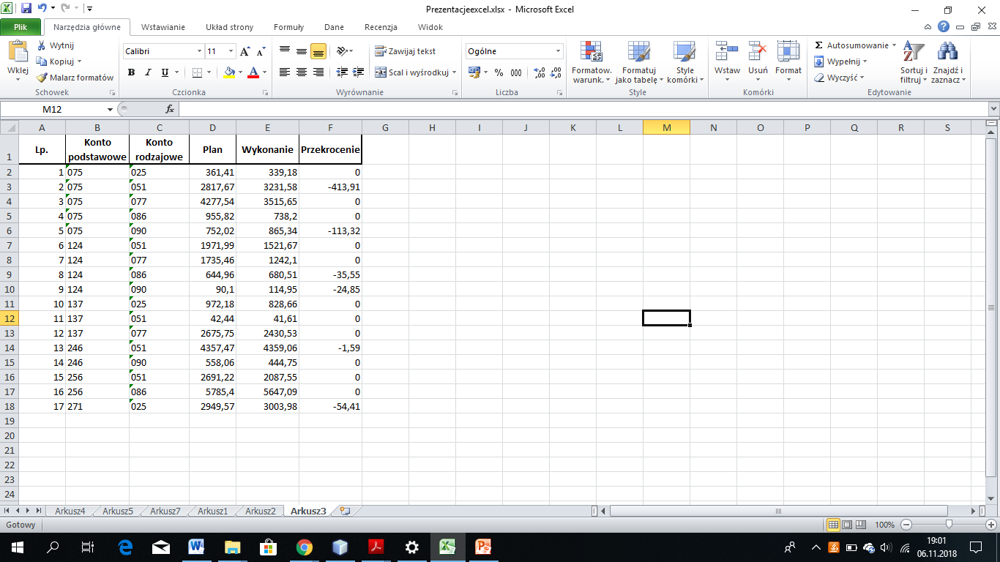 Prezentacjeexcel.xlsx - Microsoft Excel
Plik Narzędzia główne Wstawianie Układ strony Formuły Dane Recenzja Widok
Wklej
Wytnij
Kopiuj
Malarz formatów
Schowek
Calibri 11
B I U A
Czcionka
Zawijaj tekst
Scal i wyśrodkuj
Wyrównanie
Ogólne
% 000
Liczba
Formatow. warunk.
Formatuj jako tabelę
Style komórki
Style
Wstaw Usuń Format
Komórki
Σ Autosumowanie
Wypełnij
Wyczyść
Sortuj i filtruj
Znajdź i zaznacz
Edytowanie
M12 fx
A B C D E F G H I J K L M N O P Q R S
1 Lp. Konto podstawowe Konto rodzajowe Plan Wykonanie Przekrocenie
2 1 075 025 361,41 339,18 0
3 2 075 051 2817,67 3231,58 -413,91
4 3 075 077 4277,54 3515,65 0
5 4 075 086 955,82 738,2 0
6 5 075 090 752,02 865,34 -113,32
7 6 124 051 1971,99 1521,67 0
8 7 124 077 1735,46 1242,1 0
9 8 124 086 644,96 680,51 -35,55
10 9 124 090 90,1 114,95 -24,85
11 10 137 025 972,18 828,66 0
12 11 137 051 42,44 41,61 0
13 12 137 077 2675,75 2430,53 0
14 13 246 051 4357,47 4359,06 -1,59
15 14 246 090 558,06 444,75 0
16 15 256 051 2691,22 2087,55 0
17 16 256 086 5785,4 5647,09 0
18 17 271 025 2949,57 3003,98 -54,41
19
20
21
22
23
24
Arkusz4 Arkusz5 Arkusz7 Arkusz1 Arkusz2 Arkusz3
Gotowy 100%
19:01
06.11.2018